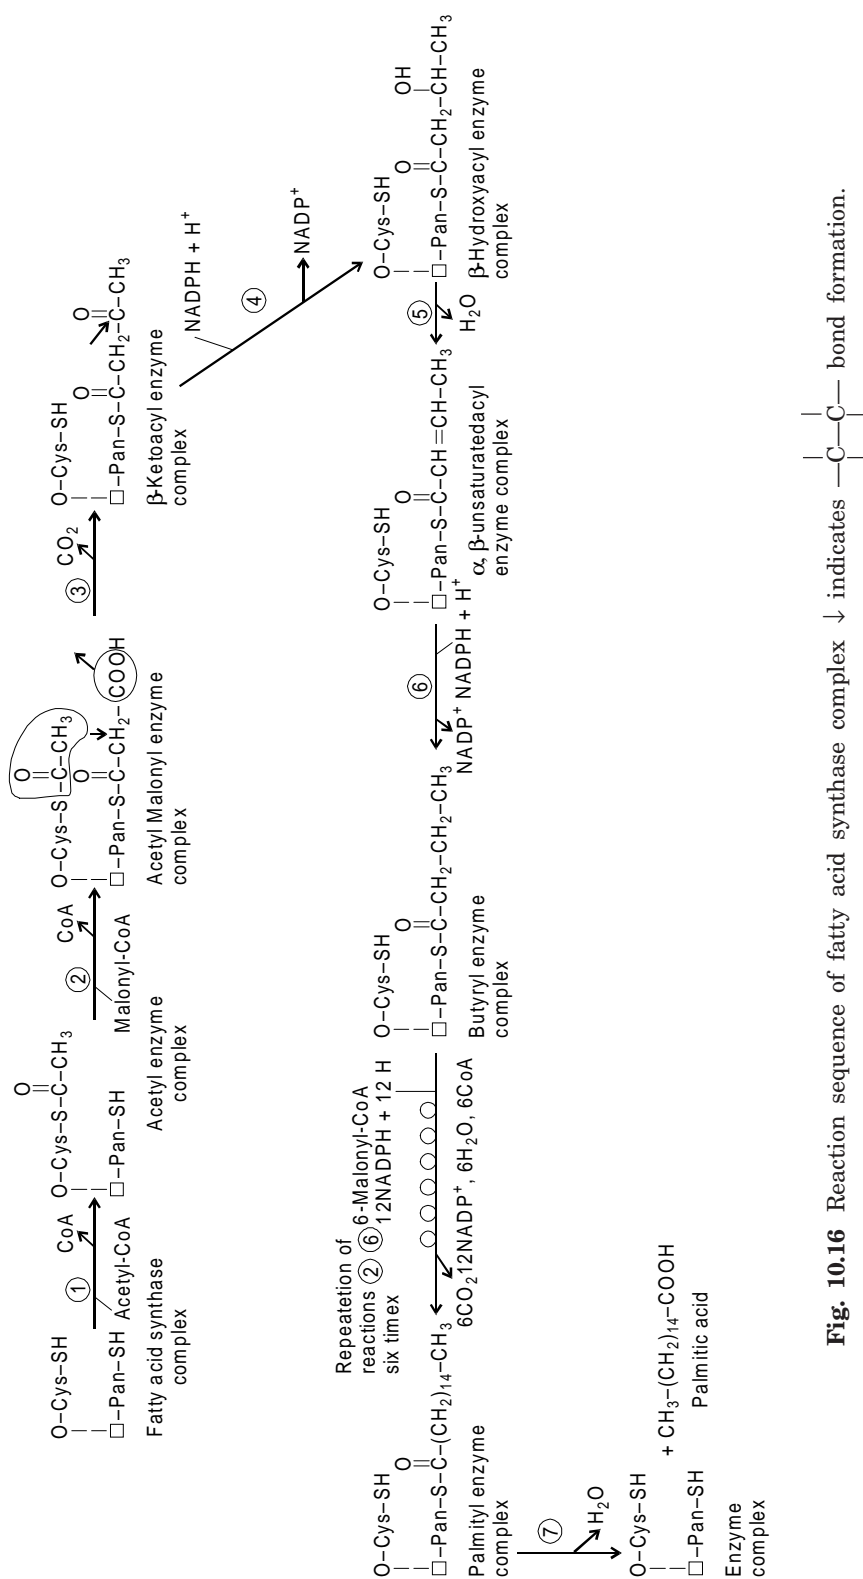 O–Cys–SH
□–Pan–SH
Fatty acid synthase
complex
①
Acetyl-CoA
CoA
O
O–Cys–S–C–CH₃
□–Pan–SH
Acetyl enzyme
complex
②
Malonyl-CoA
CoA
O
O–Cys–S–C–CH₃
O
□–Pan–S–C–CH₂–COOH
Acetyl Malonyl enzyme
complex
③
CO₂
O–Cys–SH
O O
□–Pan–S–C–CH₂–C–CH₃
β-Ketoacyl enzyme
complex
④
NADPH + H⁺
NADP⁺
O–Cys–SH
O OH
□–Pan–S–C–CH₂–CH–CH₃
β-Hydroxyacyl enzyme
complex
⑤
H₂O
O–Cys–SH
O
□–Pan–S–C–CH=CH–CH₃
α, β-unsaturatedacyl
enzyme complex
⑥
NADP⁺ NADPH + H⁺
O–Cys–SH
O
□–Pan–S–C–CH₂–CH₂–CH₃
Butyryl enzyme
complex
Repeatetion of
reactions ② ⑥
six timex
6-Malonyl-CoA
12NADPH + 12 H
6CO₂12NADP⁺, 6H₂O, 6CoA
O–Cys–SH
O
□–Pan–S–C–(CH₂)₁₄–CH₃
Palmityl enzyme
complex
⑦
H₂O
O–Cys–SH
□–Pan–SH
Enzyme
complex
+ CH₃–(CH₂)₁₄–COOH
Palmitic acid
Fig. 10.16 Reaction sequence of fatty acid synthase complex ↓ indicates —C—C— bond formation.